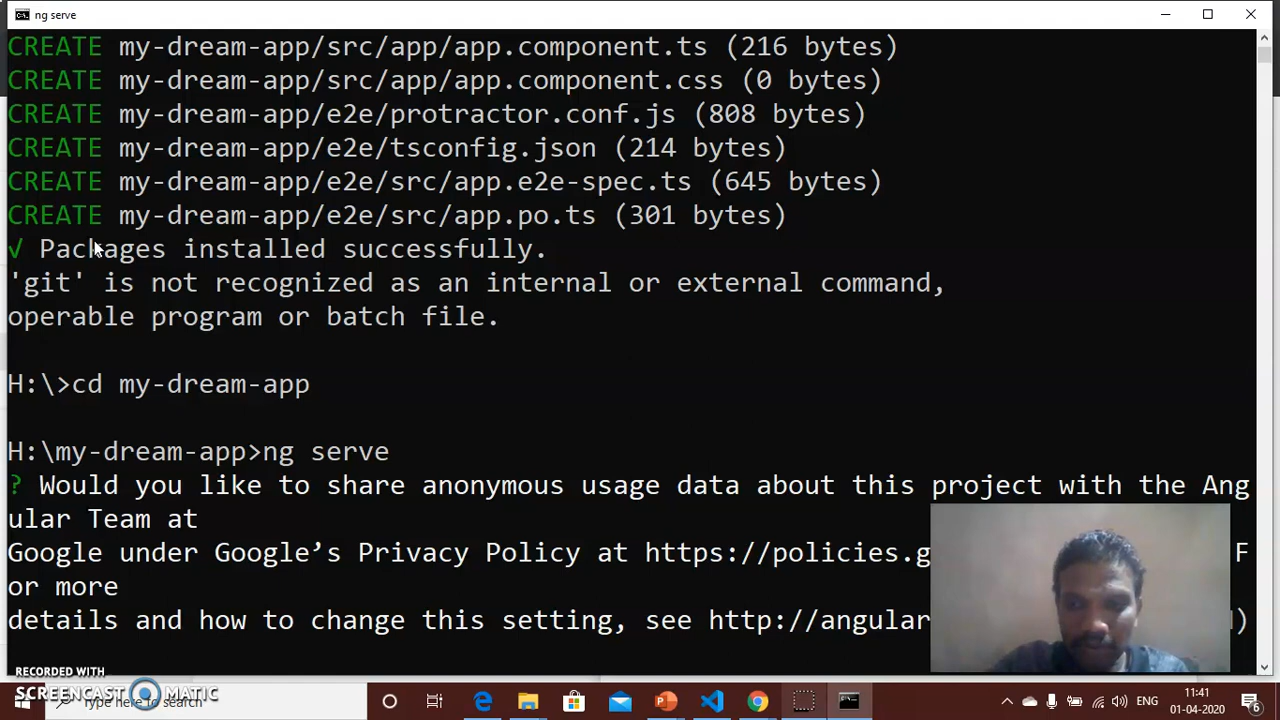 ng serve
CREATE my-dream-app/src/app/app.component.ts (216 bytes)
CREATE my-dream-app/src/app/app.component.css (0 bytes)
CREATE my-dream-app/e2e/protractor.conf.js (808 bytes)
CREATE my-dream-app/e2e/tsconfig.json (214 bytes)
CREATE my-dream-app/e2e/src/app.e2e-spec.ts (645 bytes)
CREATE my-dream-app/e2e/src/app.po.ts (301 bytes)
√ Packages installed successfully.
'git' is not recognized as an internal or external command,
operable program or batch file.
H:\>cd my-dream-app
H:\my-dream-app>ng serve
? Would you like to share anonymous usage data about this project with the Ang
ular Team at
Google under Google’s Privacy Policy at https://policies.g F
or more
details and how to change this setting, see http://angular )
RECORDED WITH
SCREENCAST MATIC
Type here to search
ENG
11:41
01-04-2020
6